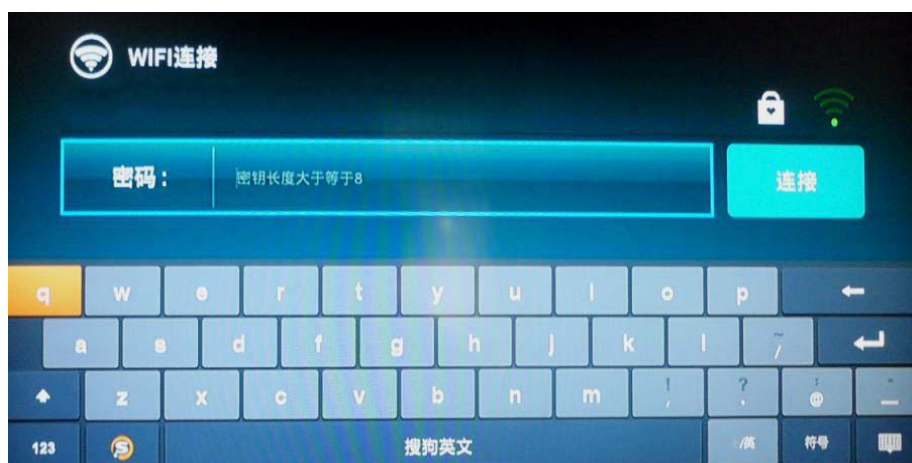 WIFI连接
密码： 密钥长度大于等于8 连接
q w e r t y u i o p ←
a s d f g h j k l ~ /
z x c v b n m ! , ? . @ _
123 S 搜狗英文 /英 符号